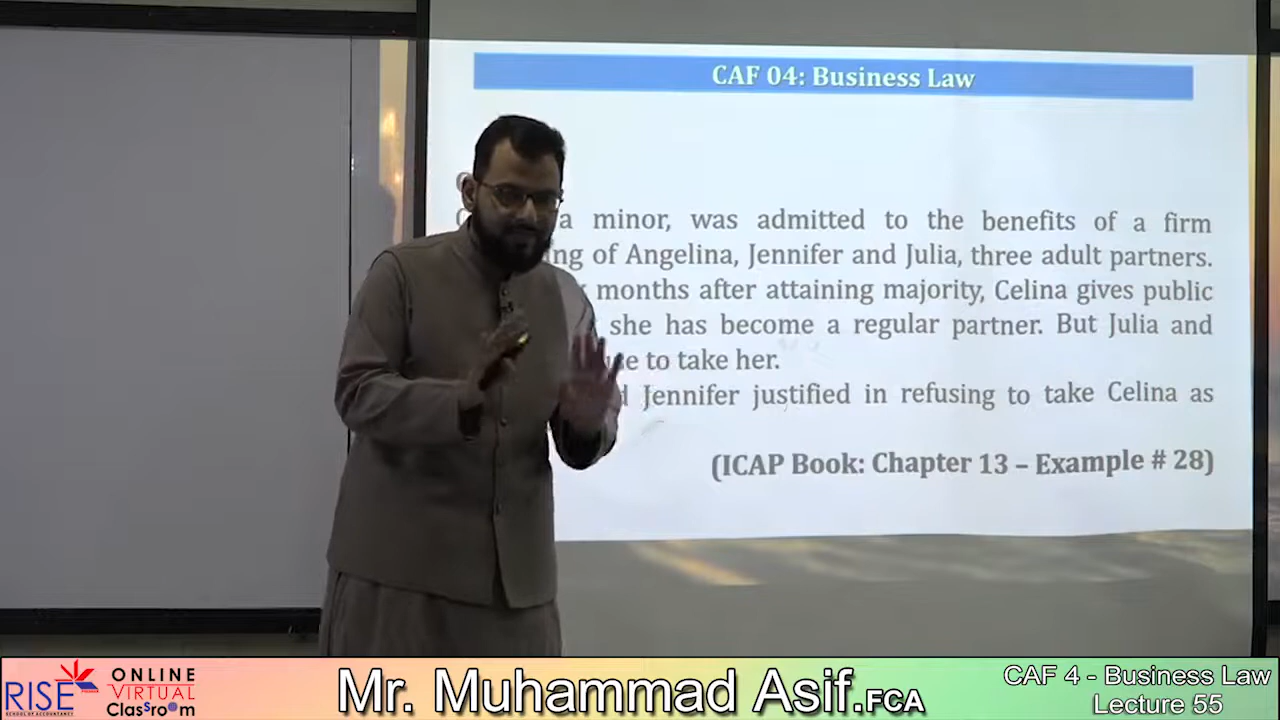 CAF 04: Business Law
a minor, was admitted to the benefits of a firm
of Angelina, Jennifer and Julia, three adult partners.
months after attaining majority, Celina gives public
she has become a regular partner. But Julia and
to take her.
Jennifer justified in refusing to take Celina as
(ICAP Book: Chapter 13 – Example # 28)
RISE
SCHOOL OF ACCOUNTANCY
ONLINE
VIRTUAL
Classroom
Mr. Muhammad Asif.FCA
CAF 4 - Business Law
Lecture 55